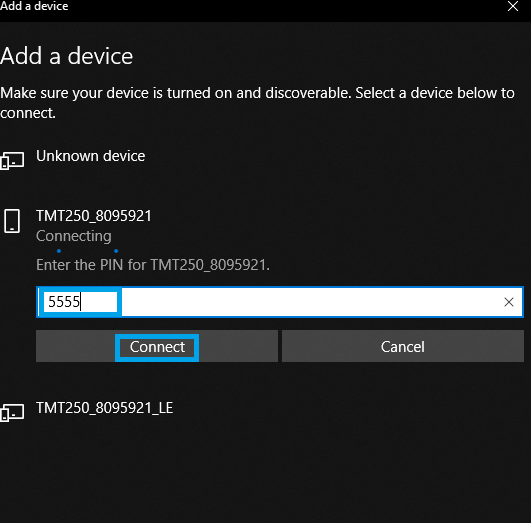 Add a device
Add a device
Make sure your device is turned on and discoverable. Select a device below to
connect.
Unknown device
TMT250_8095921
Connecting
Enter the PIN for TMT250_8095921.
5555
Connect
Cancel
TMT250_8095921_LE